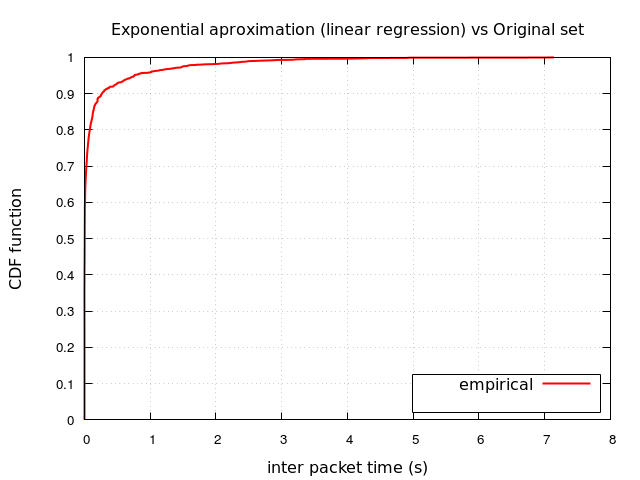 Exponential aproximation (linear regression) vs Original set
1
0.9
0.8
0.7
0.6
0.5
0.4
0.3
0.2
0.1
0
CDF function
empirical
0 1 2 3 4 5 6 7 8
inter packet time (s)